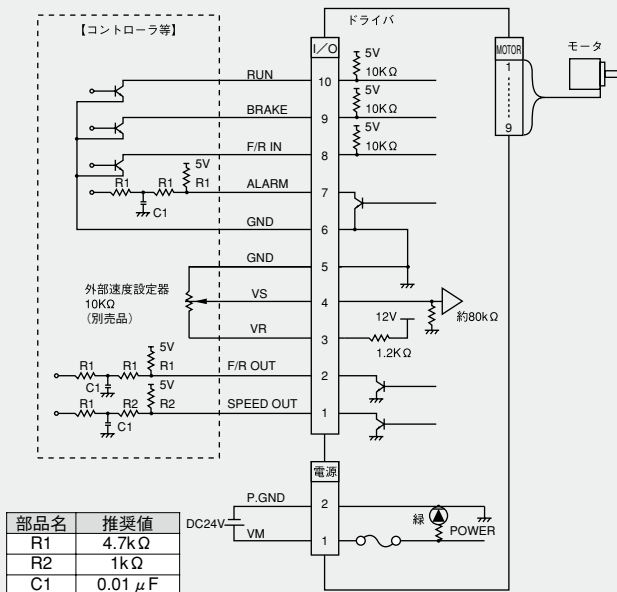 【コントローラ等】
ドライバ
I/O
MOTOR
モータ
1
9
RUN
10
5V
10KΩ
BRAKE
9
5V
10KΩ
F/R IN
8
5V
10KΩ
5V
R1
R1
R1
C1
ALARM
7
GND
6
GND
5
外部速度設定器
10KΩ
（別売品）
VS
4
約80kΩ
VR
3
12V
1.2KΩ
5V
R1
R1
R1
C1
F/R OUT
2
5V
R1
R2
R2
C1
SPEED OUT
1
電源
P.GND
2
DC24V
VM
1
緑
POWER
部品名 推奨値
R1 4.7kΩ
R2 1kΩ
C1 0.01 μF